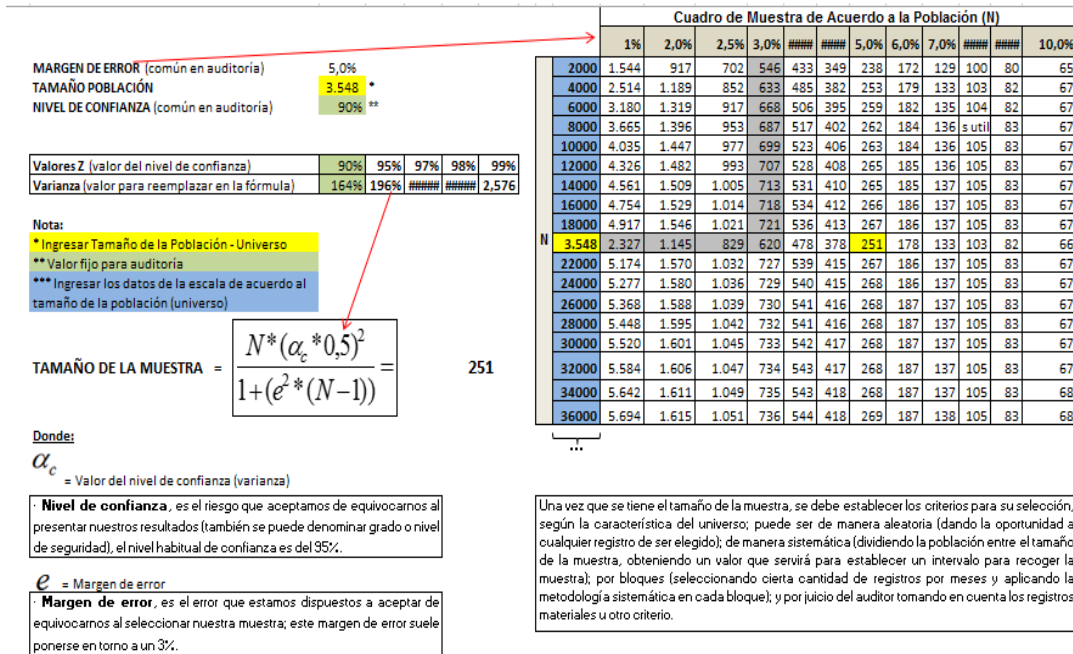 Cuadro de Muestra de Acuerdo a la Población (N)
1% 2,0% 2,5% 3,0% #### #### 5,0% 6,0% 7,0% #### #### 10,0%
MARGEN DE ERROR (común en auditoría) 5,0%
TAMAÑO POBLACIÓN 3.548 *
NIVEL DE CONFIANZA (común en auditoría) 90% **
Valores Z (valor del nivel de confianza) 90% 95% 97% 98% 99%
Varianza (valor para reemplazar en la fórmula) 164% 196% ##### ##### 2,576
Nota:
* Ingresar Tamaño de la Población - Universo
** Valor fijo para auditoría
*** Ingresar los datos de la escala de acuerdo al
tamaño de la población (universo)
TAMAÑO DE LA MUESTRA = N*(α_c*0,5)² / 1+(e²*(N−1)) = 251
Donde:
α_c = Valor del nivel de confianza (varianza)
· Nivel de confianza, es el riesgo que aceptamos de equivocarnos al
presentar nuestros resultados (también se puede denominar grado o nivel
de seguridad), el nivel habitual de confianza es del 95%.
e = Margen de error
· Margen de error, es el error que estamos dispuestos a aceptar de
equivocarnos al seleccionar nuestra muestra; este margen de error suele
ponerse en torno a un 3%.
N
2000 1.544 917 702 546 433 349 238 172 129 100 80 65
4000 2.514 1.189 852 633 485 382 253 179 133 103 82 67
6000 3.180 1.319 917 668 506 395 259 182 135 104 82 67
8000 3.665 1.396 953 687 517 402 262 184 136 s util 83 67
10000 4.035 1.447 977 699 523 406 263 184 136 105 83 67
12000 4.326 1.482 993 707 528 408 265 185 136 105 83 67
14000 4.561 1.509 1.005 713 531 410 265 185 137 105 83 67
16000 4.754 1.529 1.014 718 534 412 266 186 137 105 83 67
18000 4.917 1.546 1.021 721 536 413 267 186 137 105 83 67
3.548 2.327 1.145 829 620 478 378 251 178 133 103 82 66
22000 5.174 1.570 1.032 727 539 415 267 186 137 105 83 67
24000 5.277 1.580 1.036 729 540 415 268 186 137 105 83 67
26000 5.368 1.588 1.039 730 541 416 268 187 137 105 83 67
28000 5.448 1.595 1.042 732 541 416 268 187 137 105 83 67
30000 5.520 1.601 1.045 733 542 417 268 187 137 105 83 67
32000 5.584 1.606 1.047 734 543 417 268 187 137 105 83 67
34000 5.642 1.611 1.049 735 543 418 268 187 137 105 83 68
36000 5.694 1.615 1.051 736 544 418 269 187 138 105 83 68
...
Una vez que se tiene el tamaño de la muestra, se debe establecer los criterios para su selección,
según la característica del universo; puede ser de manera aleatoria (dando la oportunidad a
cualquier registro de ser elegido); de manera sistemática (dividiendo la población entre el tamaño
de la muestra, obteniendo un valor que servirá para establecer un intervalo para recoger la
muestra); por bloques (seleccionando cierta cantidad de registros por meses y aplicando la
metodología sistemática en cada bloque); y por juicio del auditor tomando en cuenta los registros
materiales u otro criterio.